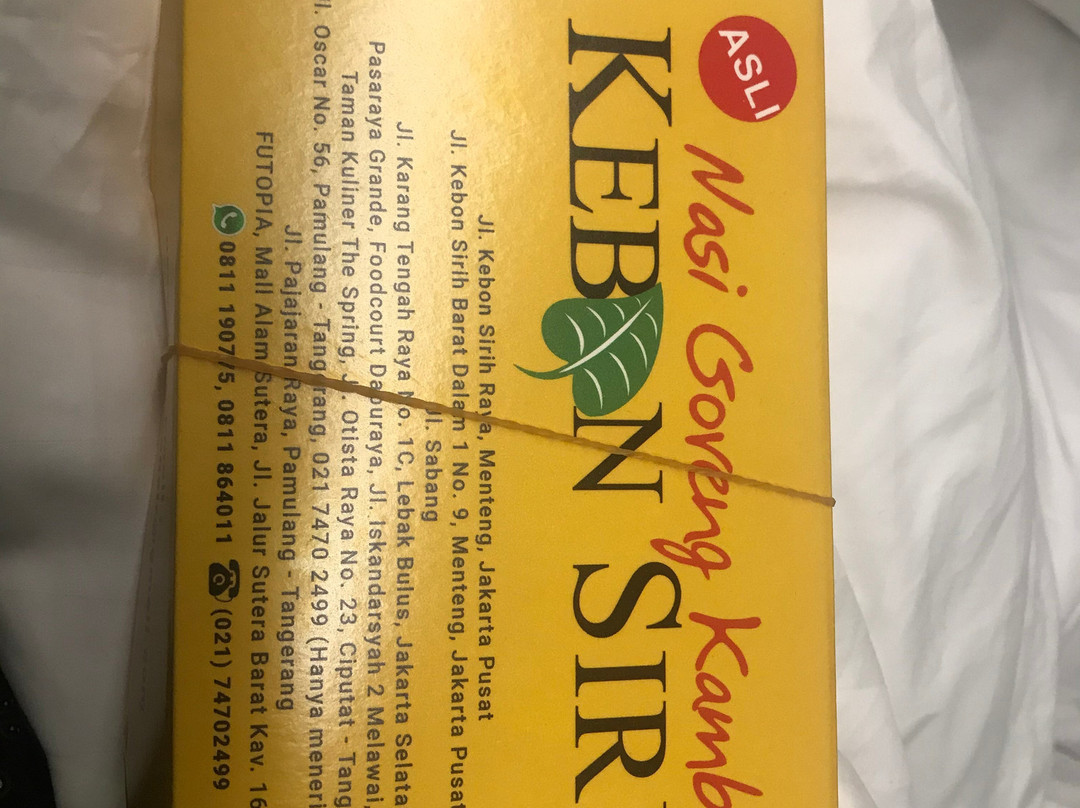 ASLI
Nasi Goreng Kamb
KEBON SIR
Jl. Kebon Sirih Raya, Menteng, Jakarta Pusat
Jl. Kebon Sirih Barat Dalam 1 No. 9, Menteng, Jakarta Pusat
Jl. Sabang
Jl. Karang Tengah Raya No. 1C, Lebak Bulus, Jakarta Selata
Pasaraya Grande, Foodcourt Dapuraya, Jl. Iskandarsyah 2 Melawai,
Taman Kuliner The Spring, Jl. Otista Raya No. 23, Ciputat - Tang
Jl. Oscar No. 56, Pamulang - Tangerang, 021 7470 2499 (Hanya meneri
Jl. Pajajaran Raya, Pamulang - Tangerang
FUTOPIA, Mall Alam Sutera, Jl. Jalur Sutera Barat Kav. 16
0811 190775, 0811 864011 (021) 74702499